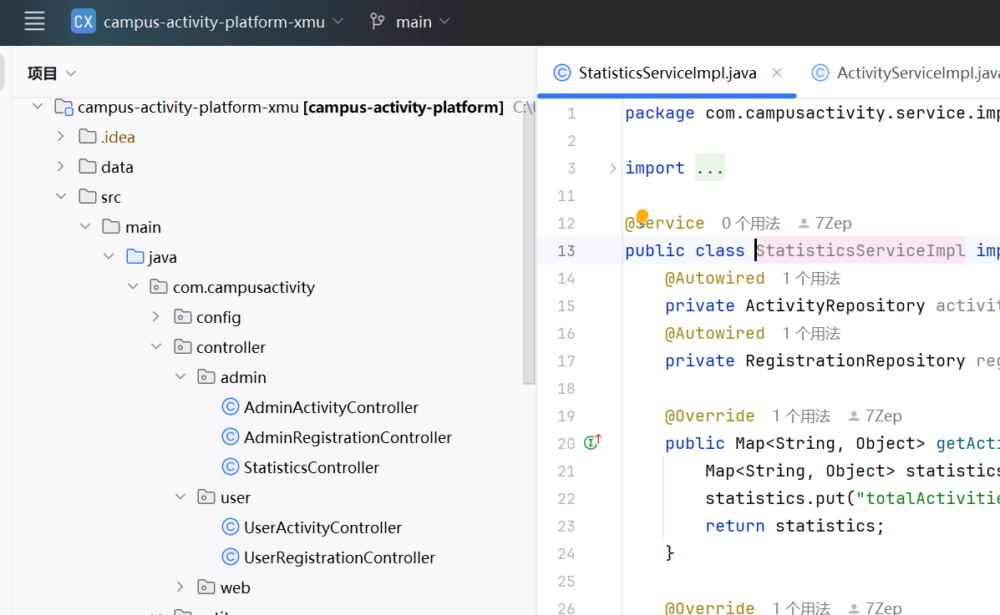 CX campus-activity-platform-xmu main
项目
campus-activity-platform-xmu [campus-activity-platform] C:\
.idea
data
src
main
java
com.campusactivity
config
controller
admin
AdminActivityController
AdminRegistrationController
StatisticsController
user
UserActivityController
UserRegistrationController
web
StatisticsServiceImpl.java ActivityServiceImpl.java
1 package com.campusactivity.service.imp
2
3 import ...
11
12 @Service 0 个用法 7Zep
13 public class StatisticsServiceImpl imp
14 @Autowired 1 个用法
15 private ActivityRepository activit
16 @Autowired 1 个用法
17 private RegistrationRepository reg
18
19 @Override 1 个用法 7Zep
20 public Map<String, Object> getActi
21 Map<String, Object> statistics
22 statistics.put("totalActivitie
23 return statistics;
24 }
25
26 @Override 1 个用法 7Zep